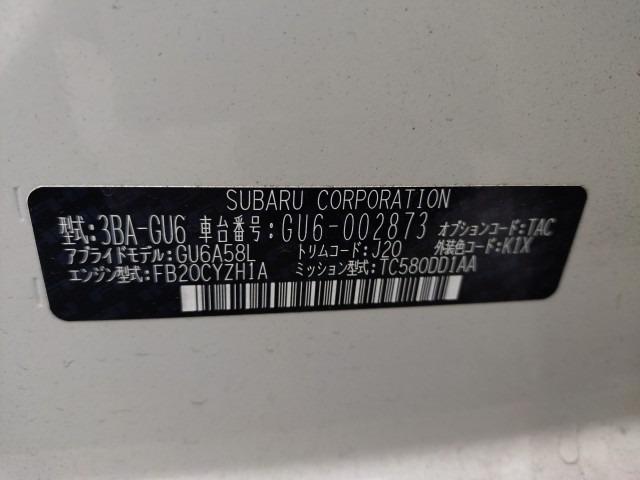 SUBARU CORPORATION
型式:3BA-GU6 車台番号:GU6-002873 オプションコード:TAC
アプライドモデル:GU6A58L トリムコード:J20 外装色コード:K1X
エンジン型式:FB20CYZH1A ミッション型式:TC580DD1AA